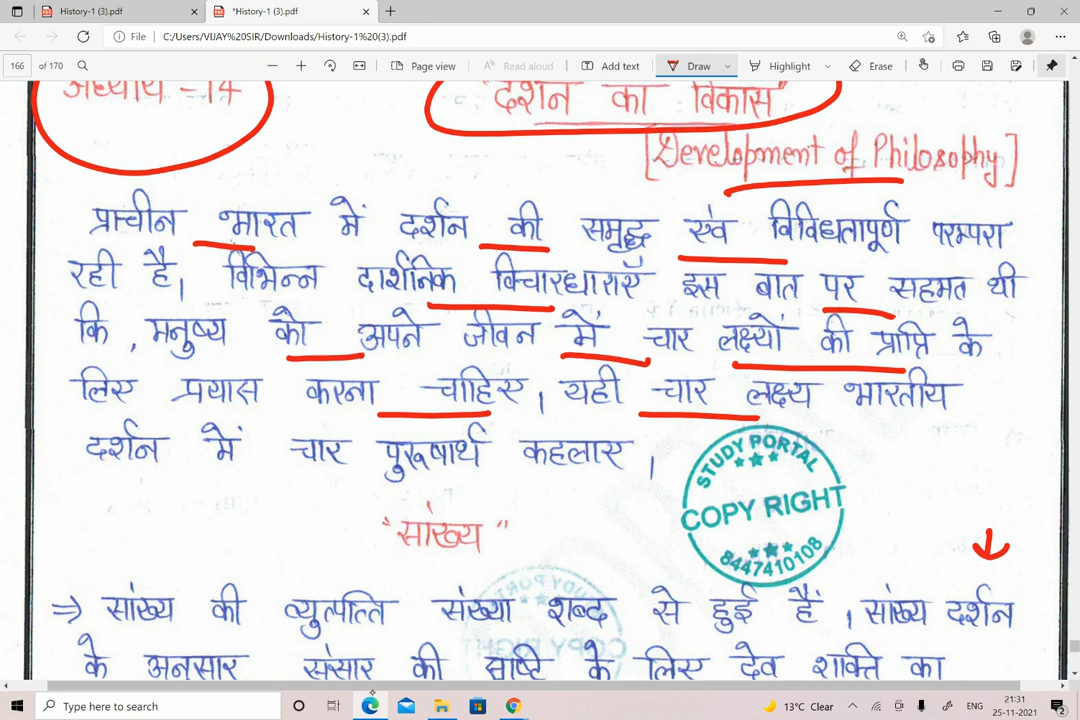 History-1 (3).pdf
*History-1 (3).pdf
File C:/Users/VIJAY%20SIR/Downloads/History-1%20(3).pdf
166 of 170 Page view Read aloud Add text Draw Highlight Erase
अध्याय -14 "दर्शन का विकास"
[Development of Philosophy]
प्राचीन भारत में दर्शन की समृद्ध एवं विविधतापूर्ण परम्परा
रही है, विभिन्न दार्शनिक विचारधाराएँ इस बात पर सहमत थी
कि, मनुष्य को अपने जीवन में चार लक्ष्यों की प्राप्ति के
लिए प्रयास करना चाहिए, यही चार लक्ष्य भारतीय
दर्शन में चार पुरूषार्थ कहलाए,
STUDY PORTAL
COPY RIGHT
8447410108
"सांख्य"
⇒ सांख्य की व्युत्पत्ति संख्या शब्द से हुई हैं, सांख्य दर्शन
के अनुसार संसार की सृष्टि के लिए देव शक्ति का
Type here to search
13°C Clear ENG 21:31
25-11-2021 2